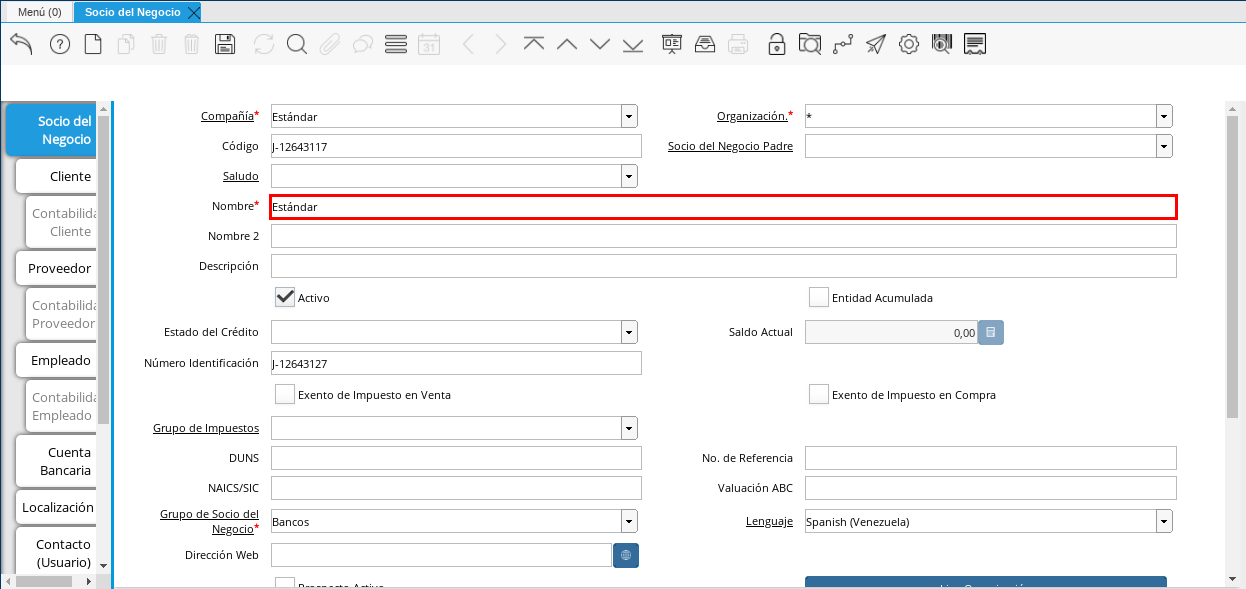 Menú (0)
Socio del Negocio
31
Socio del
Negocio
Cliente
Contabilida
Cliente
Proveedor
Contabilida
Proveedor
Empleado
Contabilida
Empleado
Cuenta
Bancaria
Localización
Contacto
(Usuario)
Compañía* Estándar Organización.* *
Código J-12643117 Socio del Negocio Padre
Saludo
Nombre* Estándar
Nombre 2
Descripción
Activo Entidad Acumulada
Estado del Crédito Saldo Actual 0,00
Número Identificación J-12643127
Exento de Impuesto en Venta Exento de Impuesto en Compra
Grupo de Impuestos
DUNS No. de Referencia
NAICS/SIC Valuación ABC
Grupo de Socio del
Negocio* Bancos Lenguaje Spanish (Venezuela)
Dirección Web
Prospecto Activo